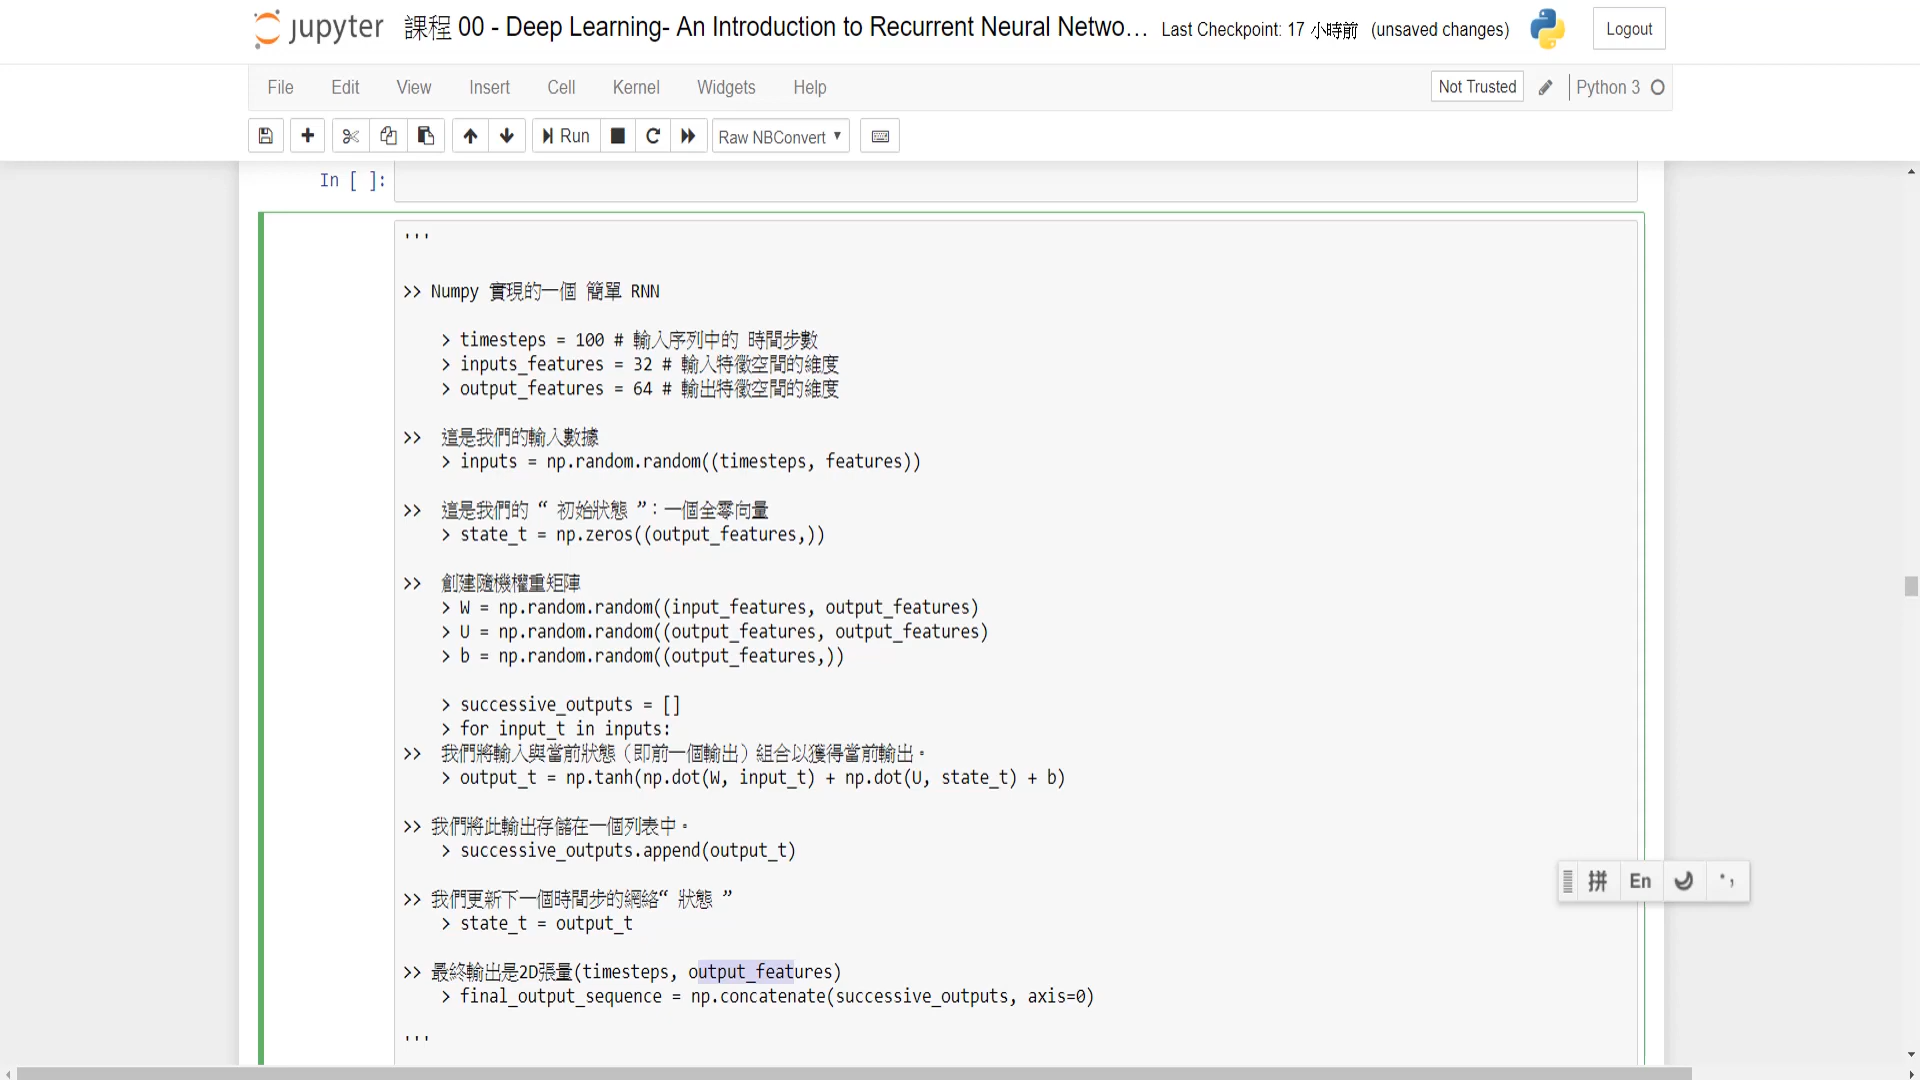 jupyter 課程 00 - Deep Learning- An Introduction to Recurrent Neural Netwo... Last Checkpoint: 17 小時前 (unsaved changes) Logout
File Edit View Insert Cell Kernel Widgets Help Not Trusted Python 3
Run Raw NBConvert
In [ ]:
'''
>> Numpy 實現的一個 簡單 RNN
> timesteps = 100 # 輸入序列中的 時間步數
> inputs_features = 32 # 輸入特徵空間的維度
> output_features = 64 # 輸出特徵空間的維度
>> 這是我們的輸入數據
> inputs = np.random.random((timesteps, features))
>> 這是我們的 “ 初始狀態 ”：一個全零向量
> state_t = np.zeros((output_features,))
>> 創建隨機權重矩陣
> W = np.random.random((input_features, output_features)
> U = np.random.random((output_features, output_features)
> b = np.random.random((output_features,))
> successive_outputs = []
> for input_t in inputs:
>> 我們將輸入與當前狀態（即前一個輸出）組合以獲得當前輸出。
> output_t = np.tanh(np.dot(W, input_t) + np.dot(U, state_t) + b)
>> 我們將此輸出存儲在一個列表中。
> successive_outputs.append(output_t)
拼 En
>> 我們更新下一個時間步的網絡“ 狀態 ”
> state_t = output_t
>> 最終輸出是2D張量(timesteps, output_features)
> final_output_sequence = np.concatenate(successive_outputs, axis=0)
'''